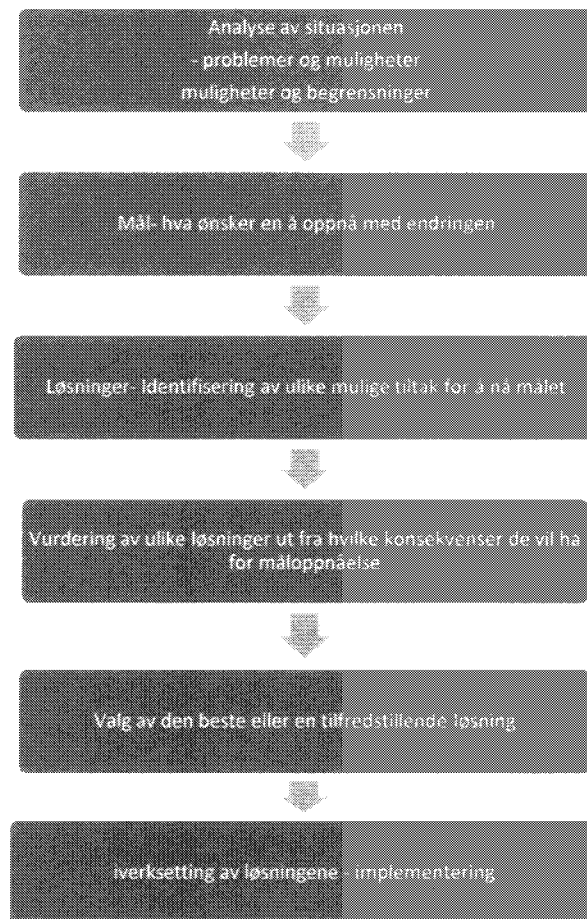 Analyse av situasjonen
- problemer og muligheter
muligheter og begrensninger
Mål- hva ønsker en å oppnå med endringen
Løsninger- Identifisering av ulike mulige tiltak for å nå målet
Vurdering av ulike løsninger ut fra hvilke konsekvenser de vil ha
for måloppnåelse
Valg av den beste eller en tilfredstillende løsning
iverksetting av løsningene - implementering